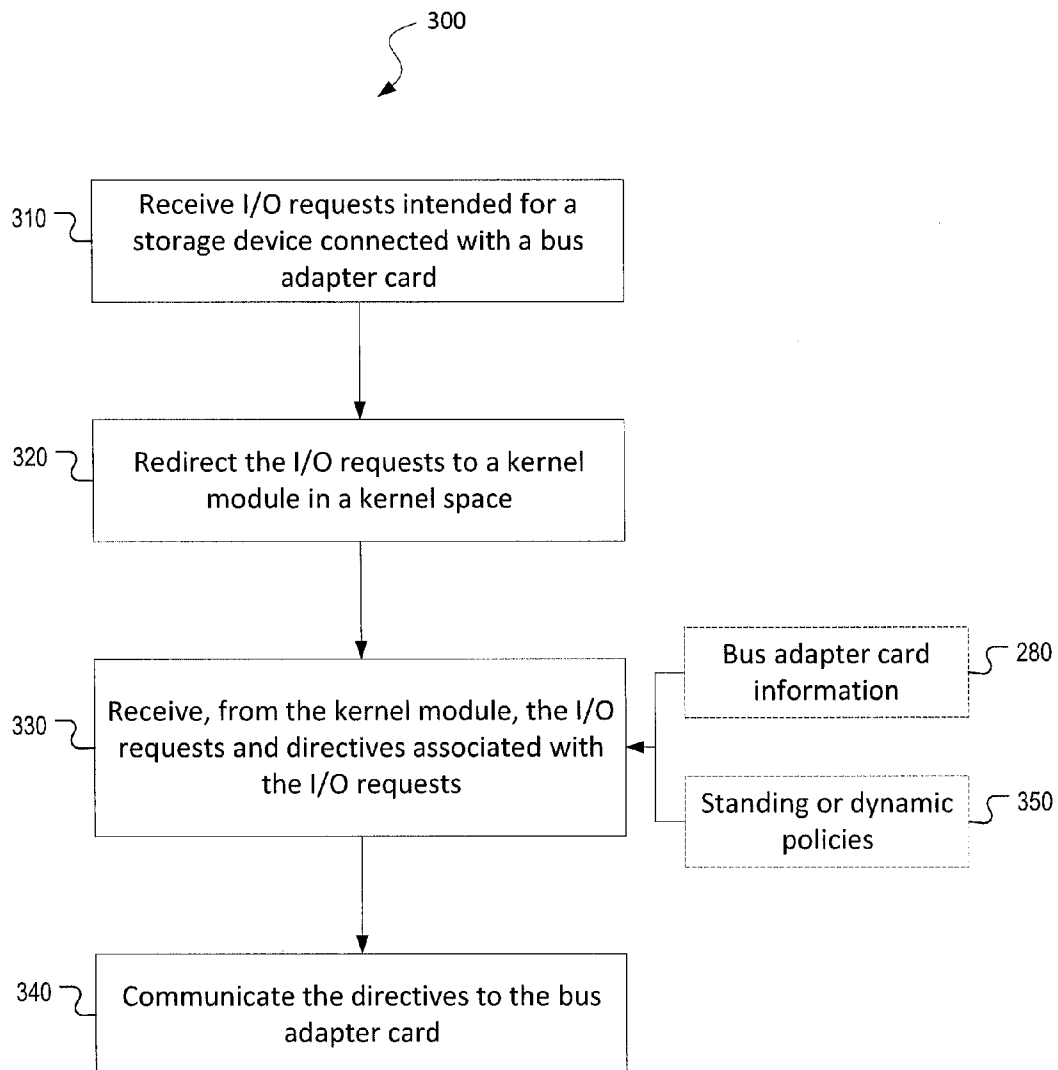 300
310
Receive I/O requests intended for a
storage device connected with a bus
adapter card
320
Redirect the I/O requests to a kernel
module in a kernel space
330
Receive, from the kernel module, the I/O
requests and directives associated with
the I/O requests
Bus adapter card
information
280
Standing or dynamic
policies
350
340
Communicate the directives to the bus
adapter card